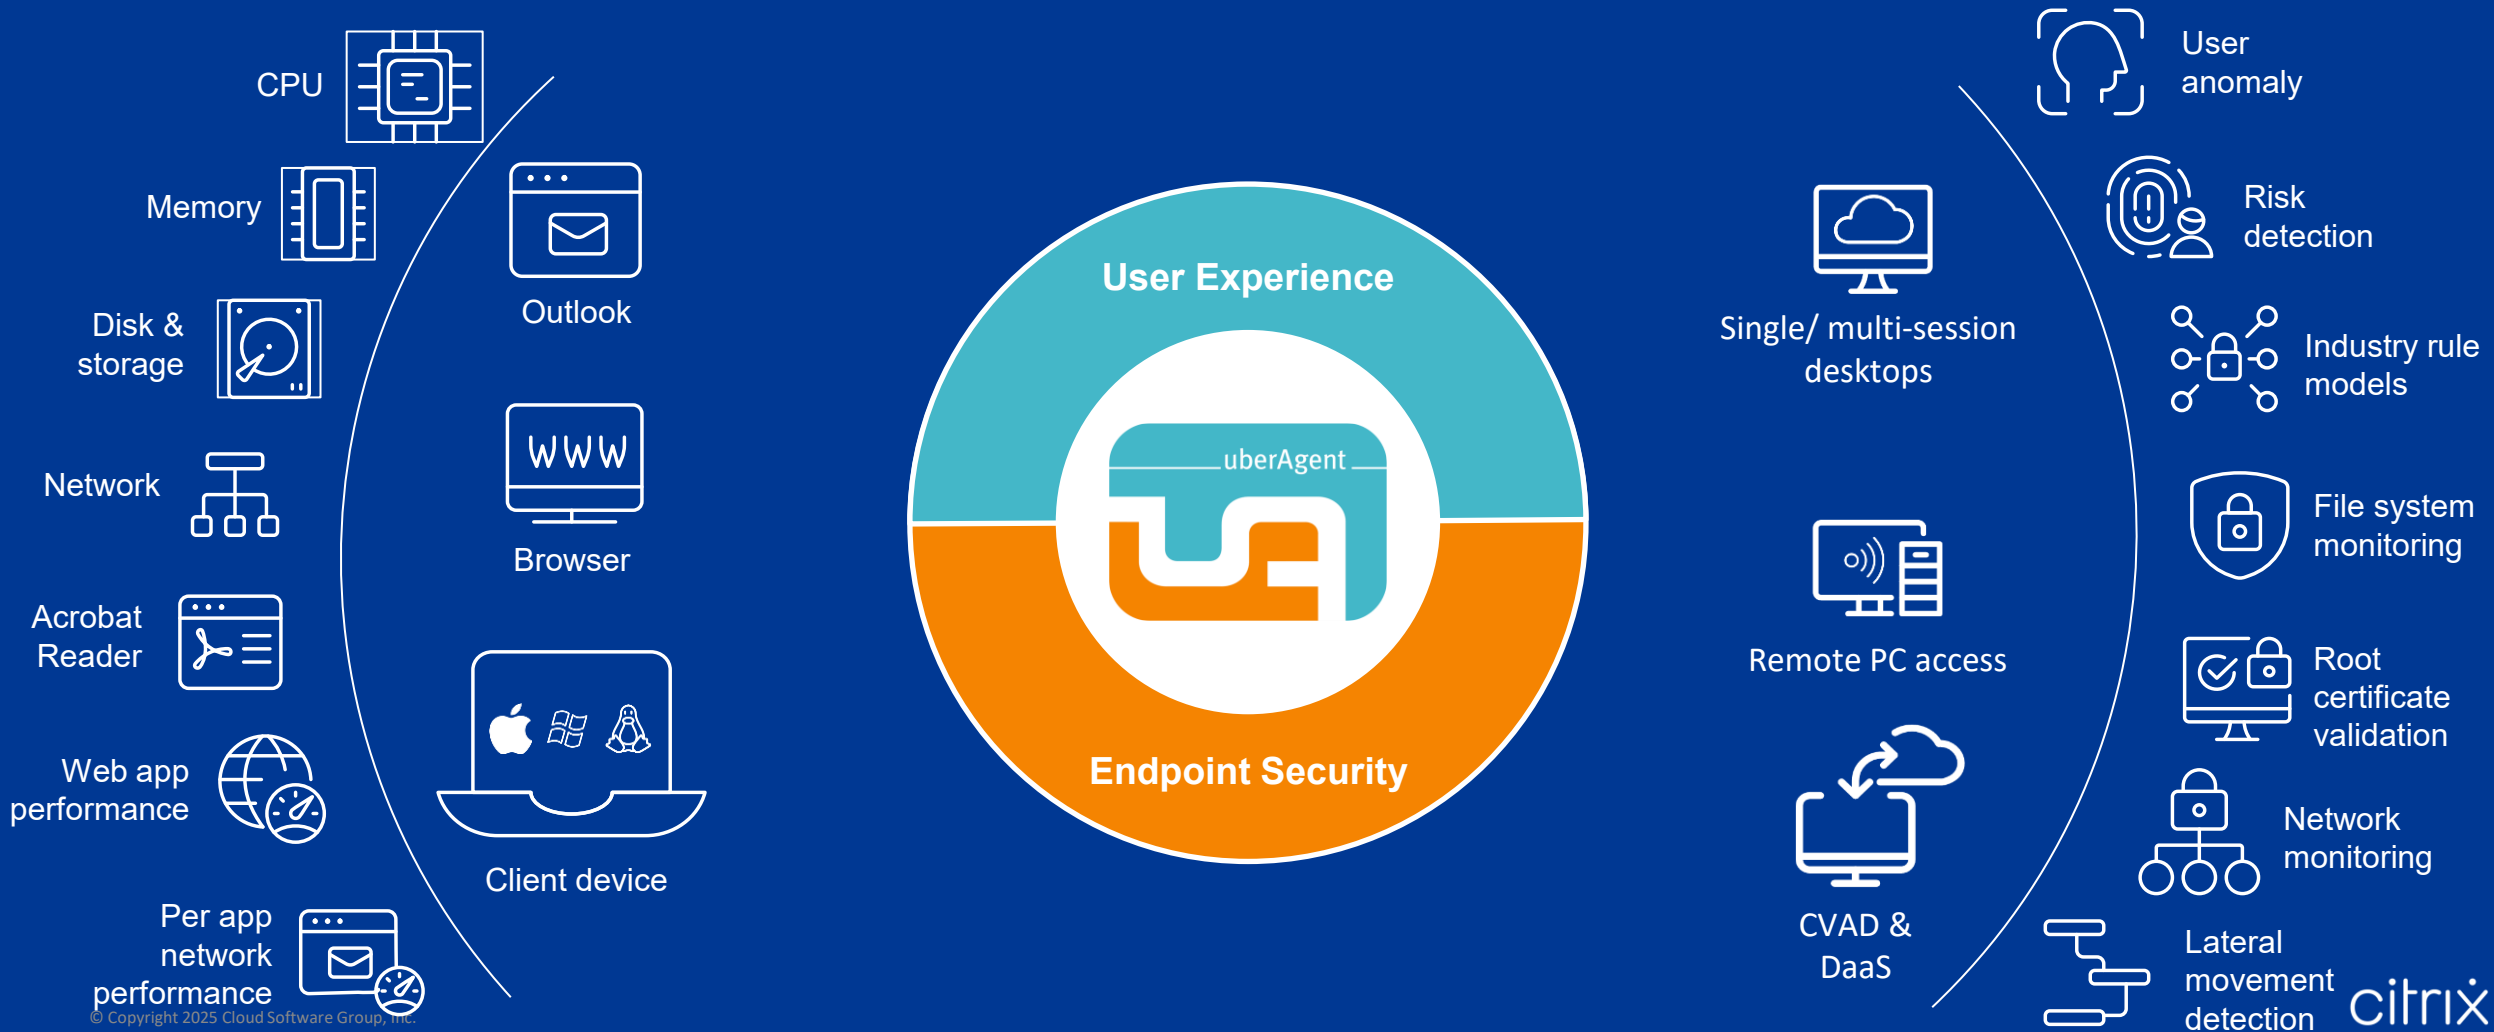 CPU
Memory
Disk &
storage
Network
Acrobat
Reader
Web app
performance
Per app
network
performance
© Copyright 2025 Cloud Software Group, Inc.
Outlook
WWW
Browser
Client device
User Experience
uberAgent
Endpoint Security
Single/ multi-session
desktops
Remote PC access
CVAD &
DaaS
User
anomaly
Risk
detection
Industry rule
models
File system
monitoring
Root
certificate
validation
Network
monitoring
Lateral
movement
detection
citrix